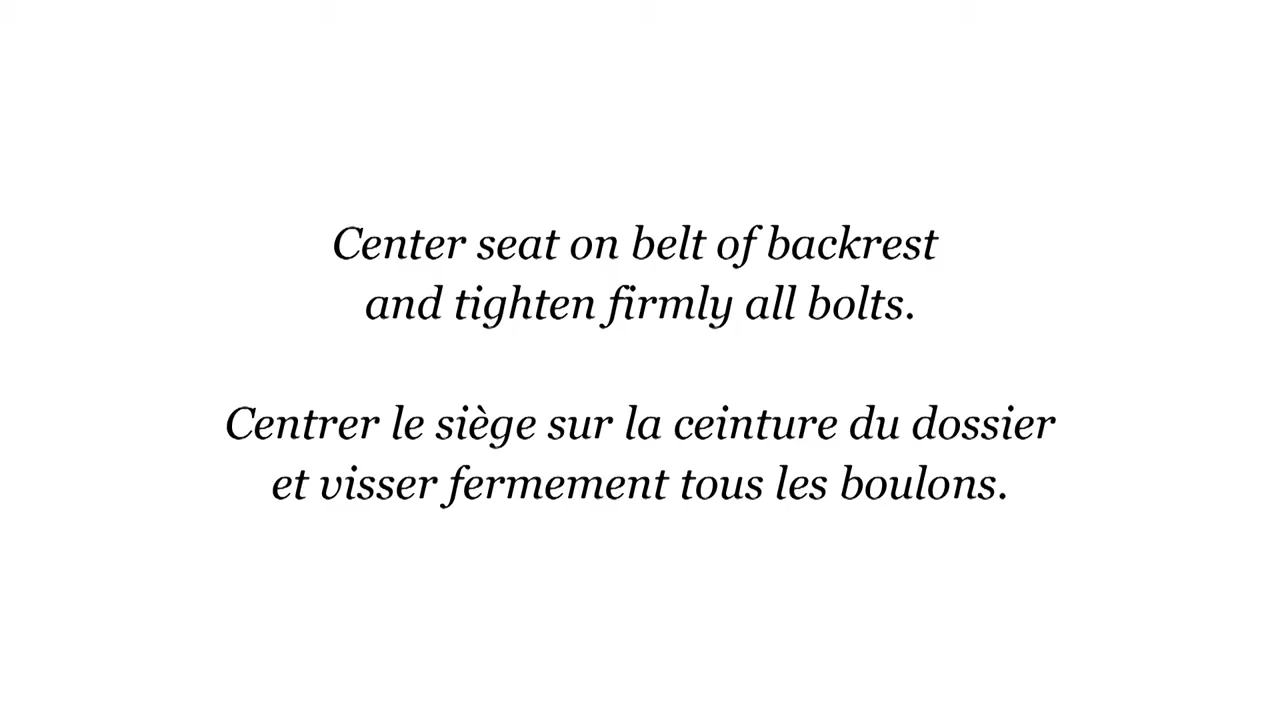 Center seat on belt of backrest
and tighten firmly all bolts.
Centrer le siège sur la ceinture du dossier
et visser fermement tous les boulons.